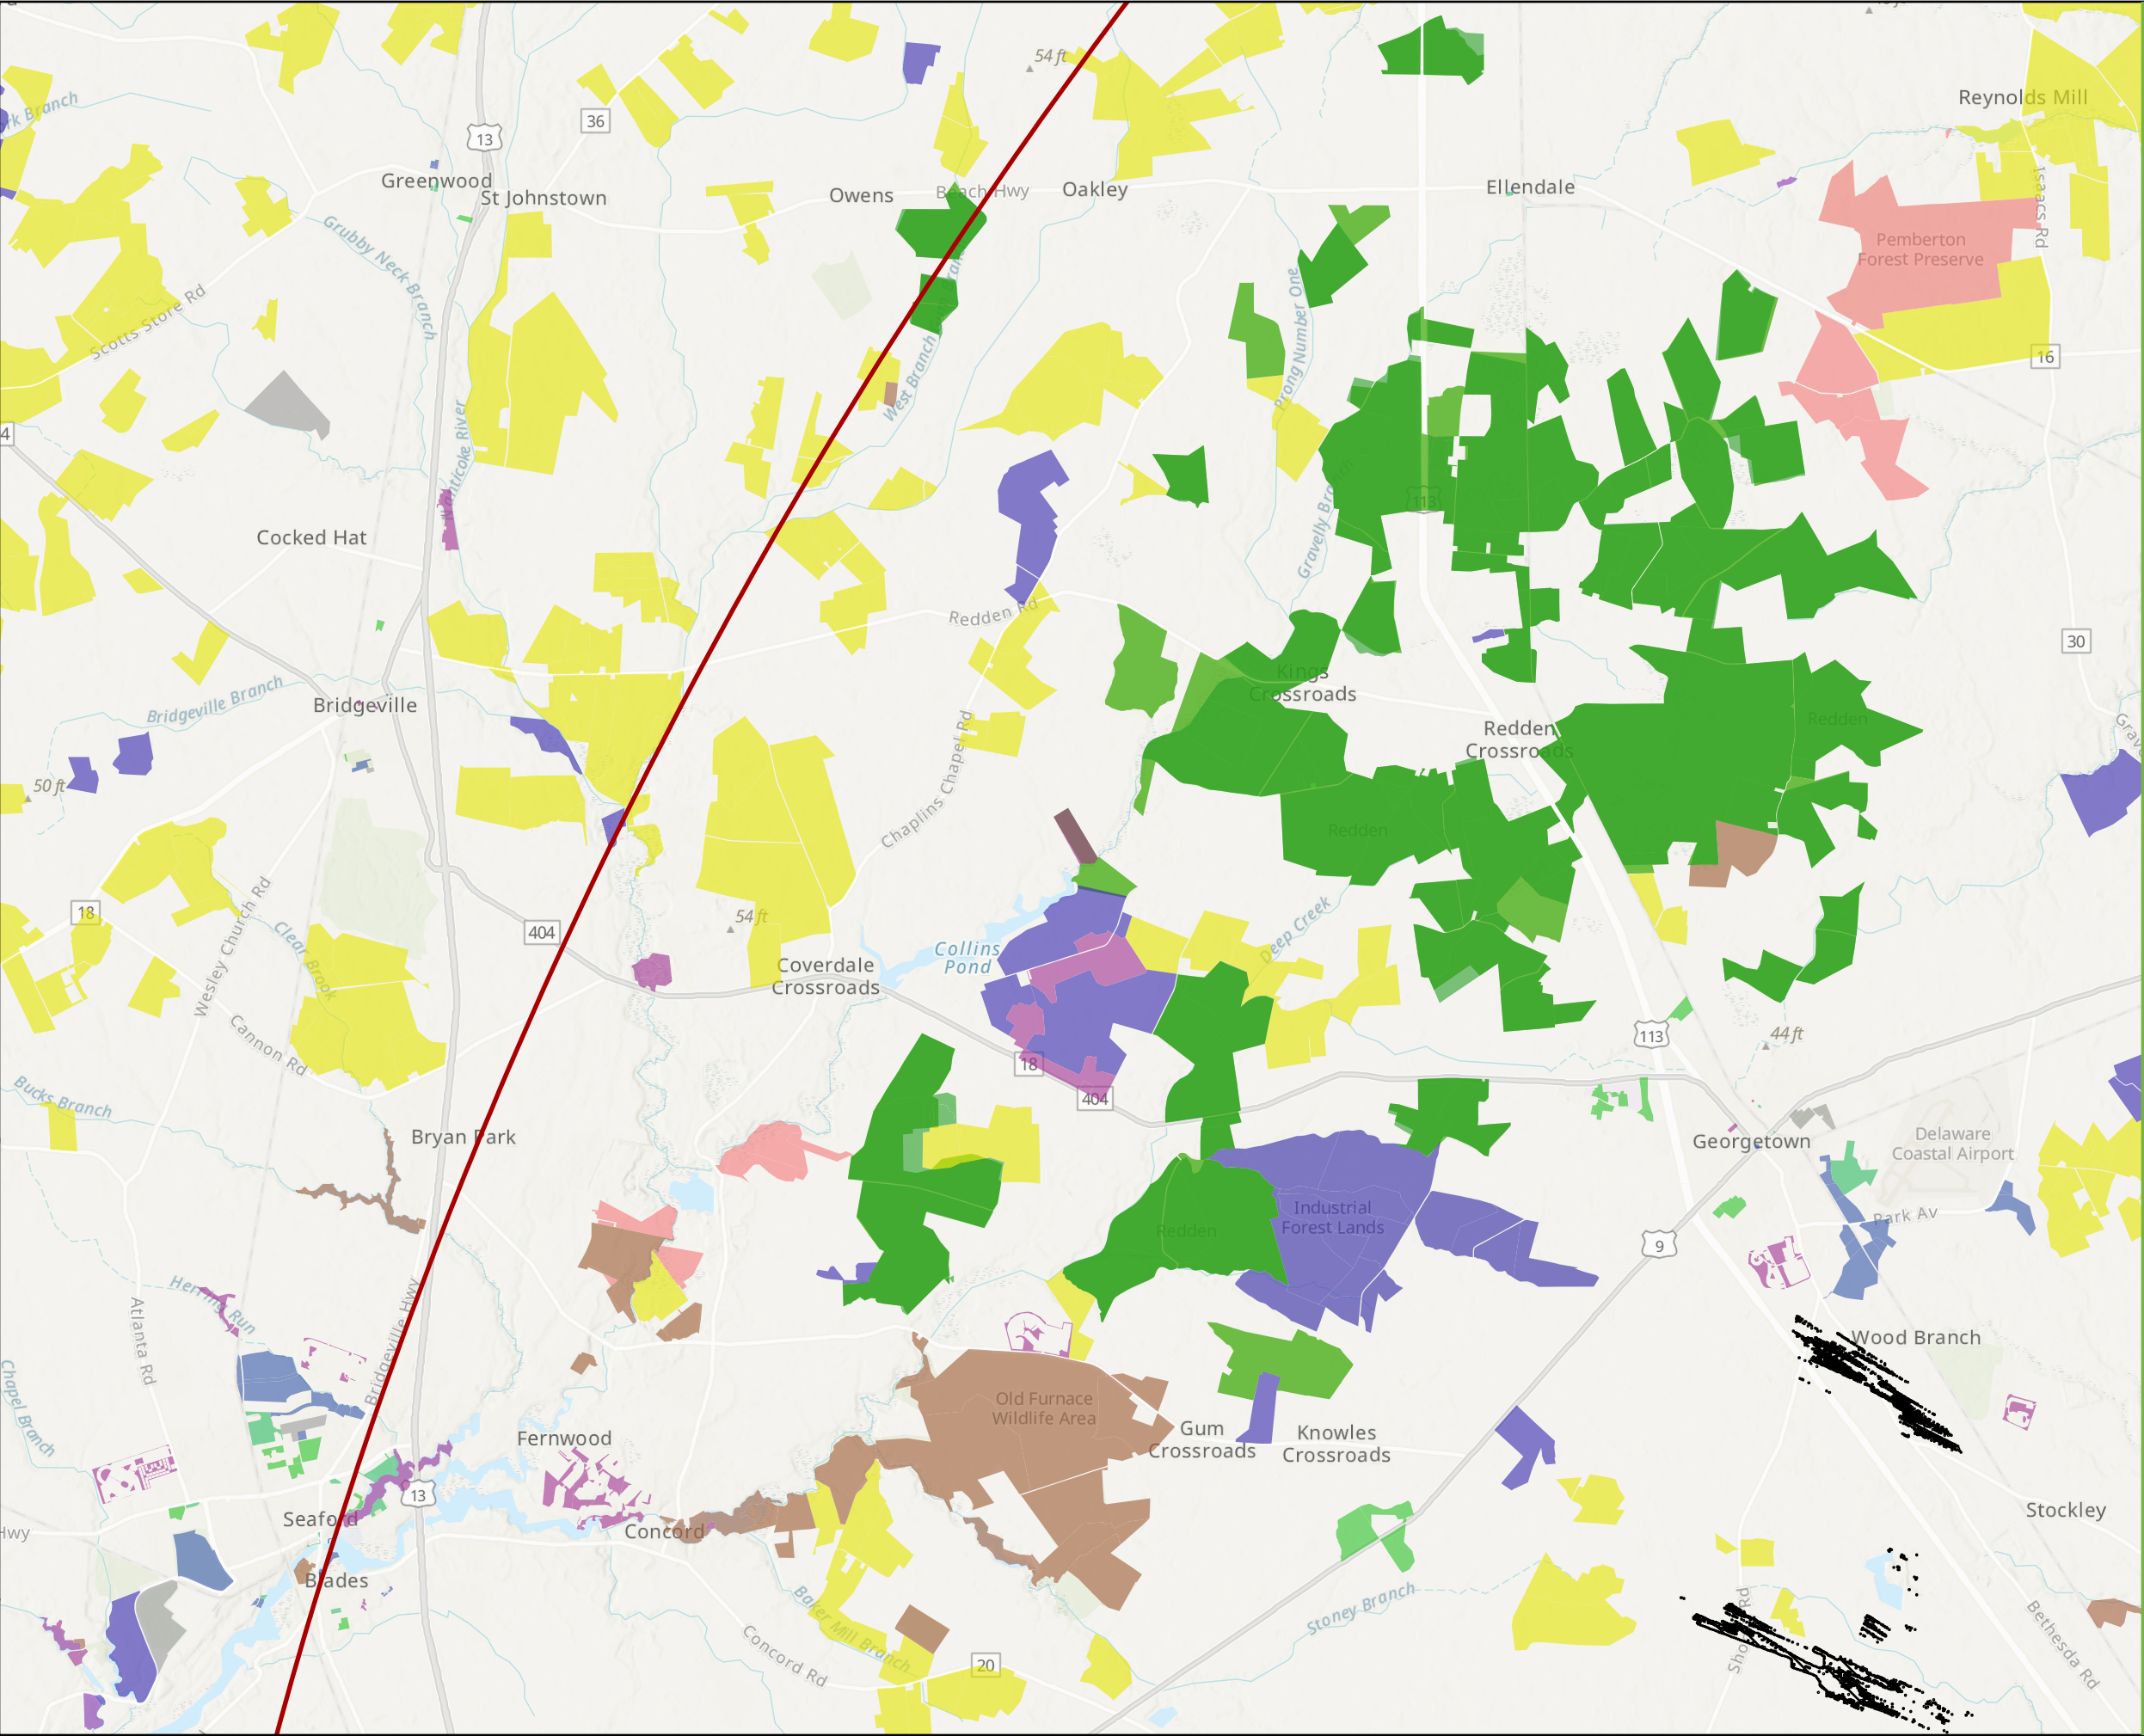 54 ft
Reynolds Mill
36
13
Greenwood
St Johnstown
Owens
Beach Hwy
Oakley
Ellendale
Isaacs Rd
Grubby Neck Branch
Pemberton
Forest Preserve
Scotts Store Rd
West Branch
Prong Number One
16
Nanticoke River
Cocked Hat
113
Gravelly Branch
Redden Rd
30
Kings
Crossroads
Bridgeville Branch
Bridgeville
Redden
Crossroads
Redden
50 ft
Chaplins Chapel Rd
Redden
18
Wesley Church Rd
404
54 ft
Clear Brook
Coverdale
Crossroads
Collins
Pond
Deep Creek
Cannon Rd
18
404
113
44 ft
Bucks Branch
Bryan Park
Georgetown
Delaware
Coastal Airport
Industrial
Forest Lands
Redden
Park Av
9
Herring Run
Atlanta Rd
Bridgeville Hwy
Wood Branch
Chapel Branch
Old Furnace
Wildlife Area
Fernwood
Gum
Crossroads
Knowles
Crossroads
13
Seaford
Hwy
Concord
Stockley
Blades
Baker Mill Branch
Stoney Branch
Concord Rd
20
Bethesda Rd